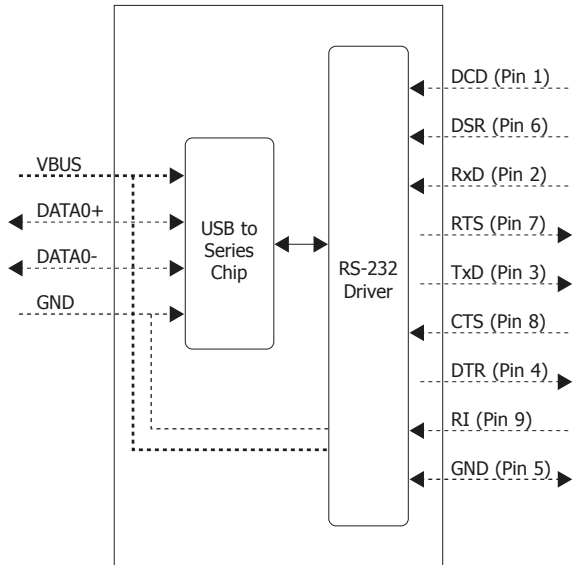 VBUS
DATA0+
DATA0-
GND
USB to
Series
Chip
RS-232
Driver
DCD (Pin 1)
DSR (Pin 6)
RxD (Pin 2)
RTS (Pin 7)
TxD (Pin 3)
CTS (Pin 8)
DTR (Pin 4)
RI (Pin 9)
GND (Pin 5)